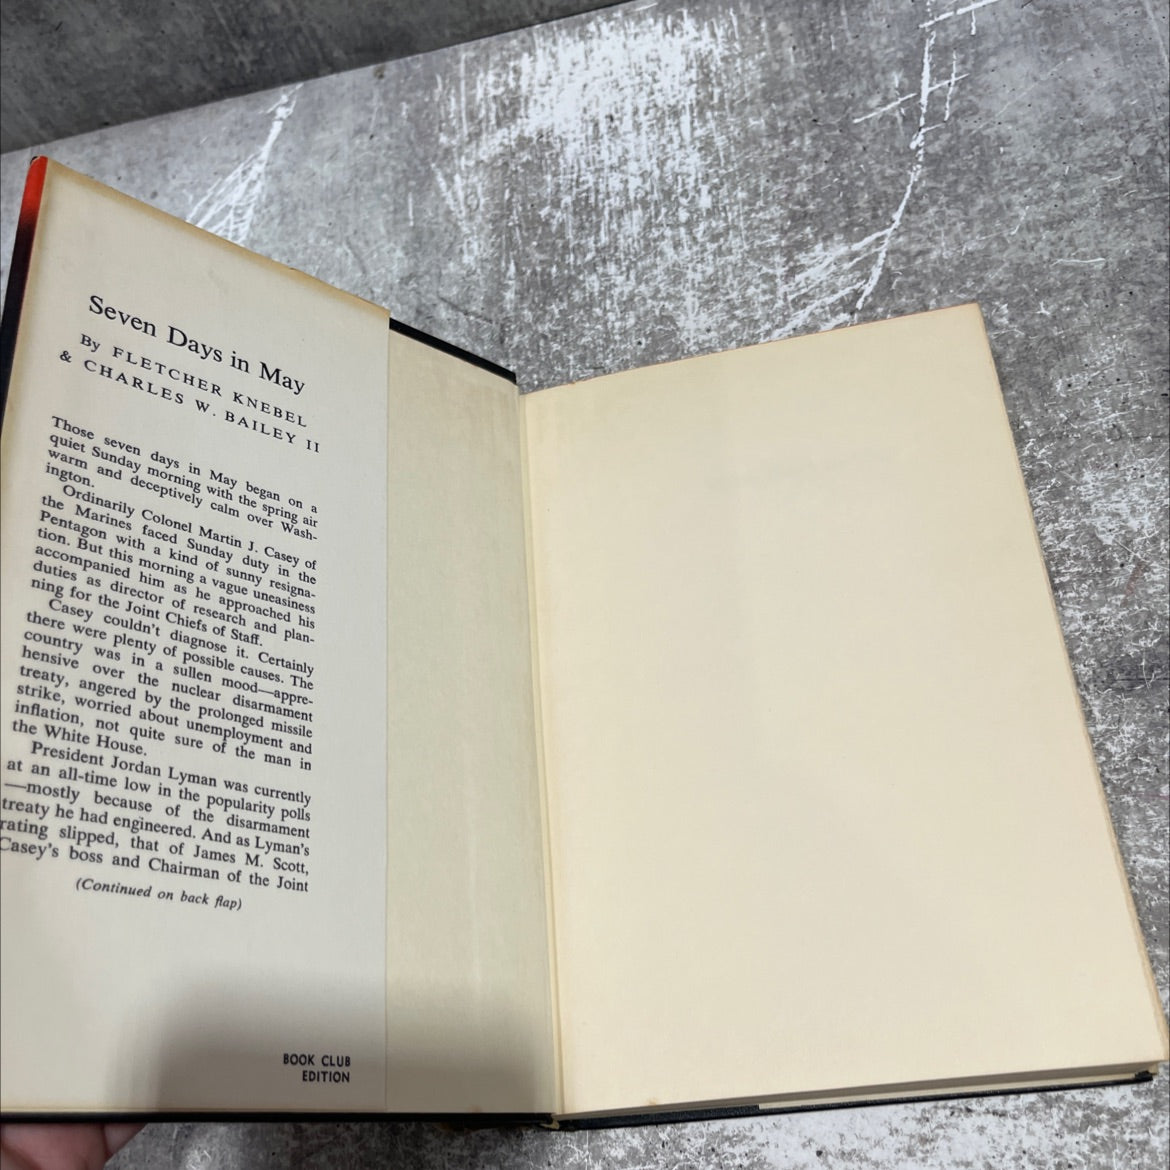 Seven Days in May
By FLETCHER KNEBEL
& CHARLES W. BAILEY II
Those seven days in May began on a
quiet Sunday morning with the spring air
warm and deceptively calm over Wash-
ington.
Ordinarily Colonel Martin J. Casey of
the Marines faced Sunday duty in the
Pentagon with a kind of sunny resigna-
tion. But this morning a vague uneasiness
accompanied him as he approached his
duties as director of research and plan-
ning for the Joint Chiefs of Staff.
Casey couldn't diagnose it. Certainly
there were plenty of possible causes. The
country was in a sullen mood—appre-
hensive over the nuclear disarmament
treaty, angered by the prolonged missile
strike, worried about unemployment and
inflation, not quite sure of the man in
the White House.
President Jordan Lyman was currently
at an all-time low in the popularity polls
—mostly because of the disarmament
treaty he had engineered. And as Lyman's
rating slipped, that of James M. Scott,
Casey's boss and Chairman of the Joint
(Continued on back flap)
BOOK CLUB
EDITION